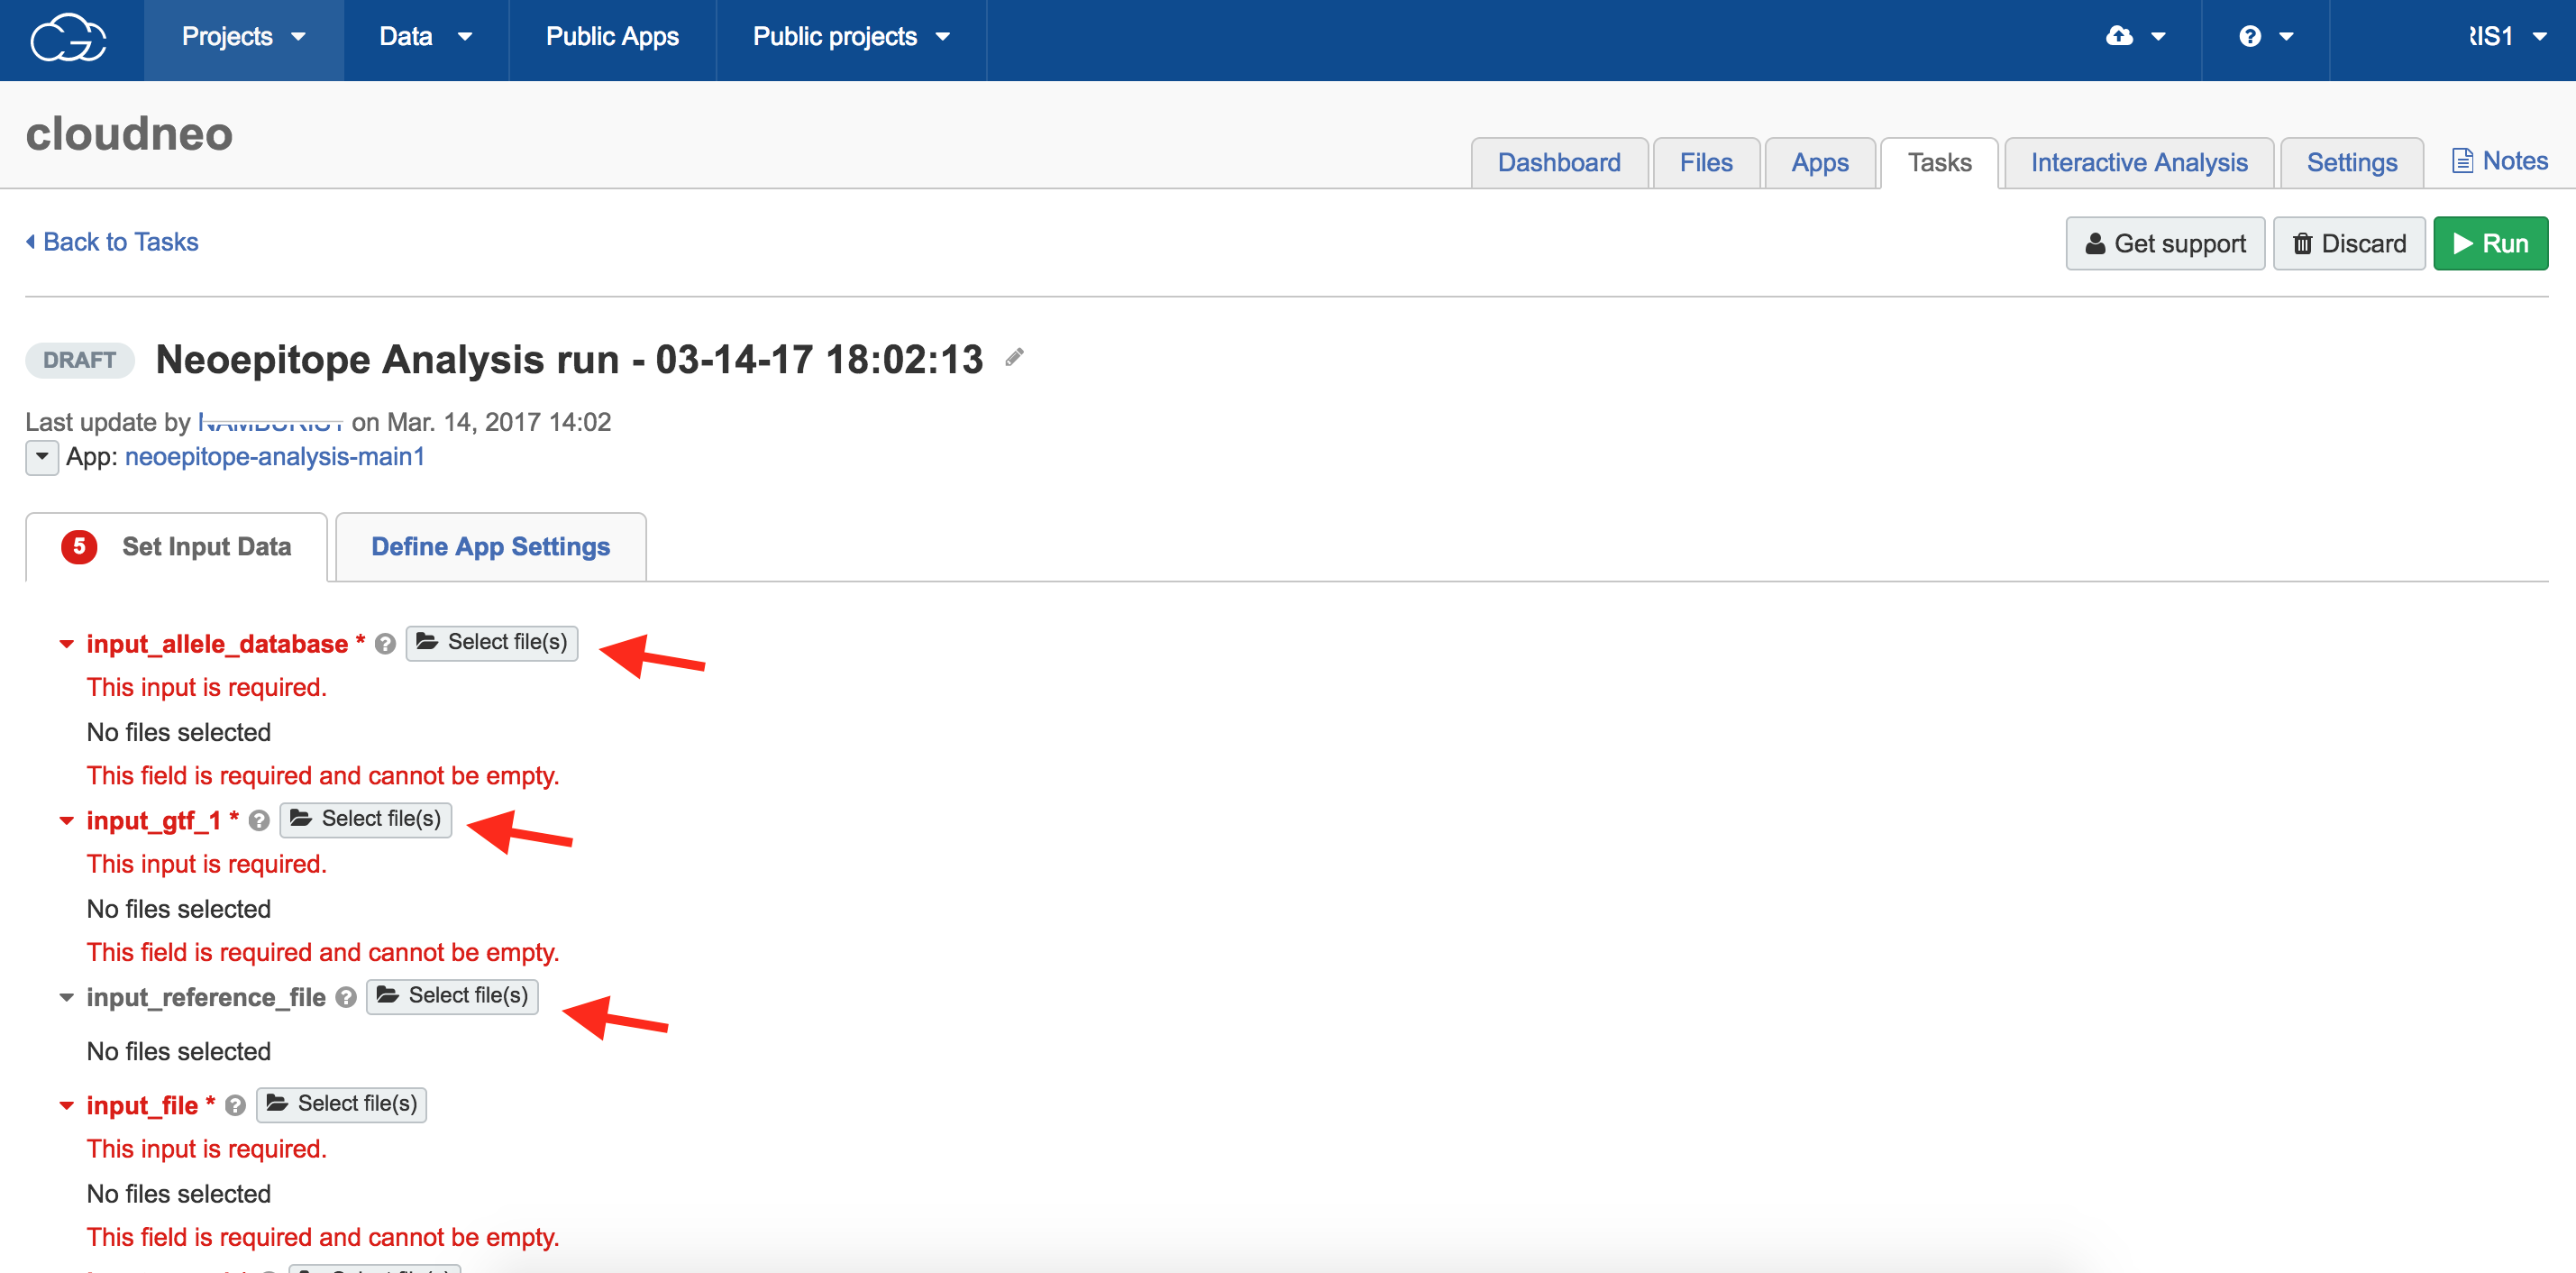 CGC
Projects Data Public Apps Public projects
cloudneo
Dashboard Files Apps Tasks Interactive Analysis Settings Notes
Back to Tasks
Get support Discard Run
DRAFT Neoepitope Analysis run - 03-14-17 18:02:13
Last update by on Mar. 14, 2017 14:02
App: neoepitope-analysis-main1
5 Set Input Data Define App Settings
input_allele_database * ? Select file(s)
This input is required.
No files selected
This field is required and cannot be empty.
input_gtf_1 * ? Select file(s)
This input is required.
No files selected
This field is required and cannot be empty.
input_reference_file ? Select file(s)
No files selected
input_file * ? Select file(s)
This input is required.
No files selected
This field is required and cannot be empty.